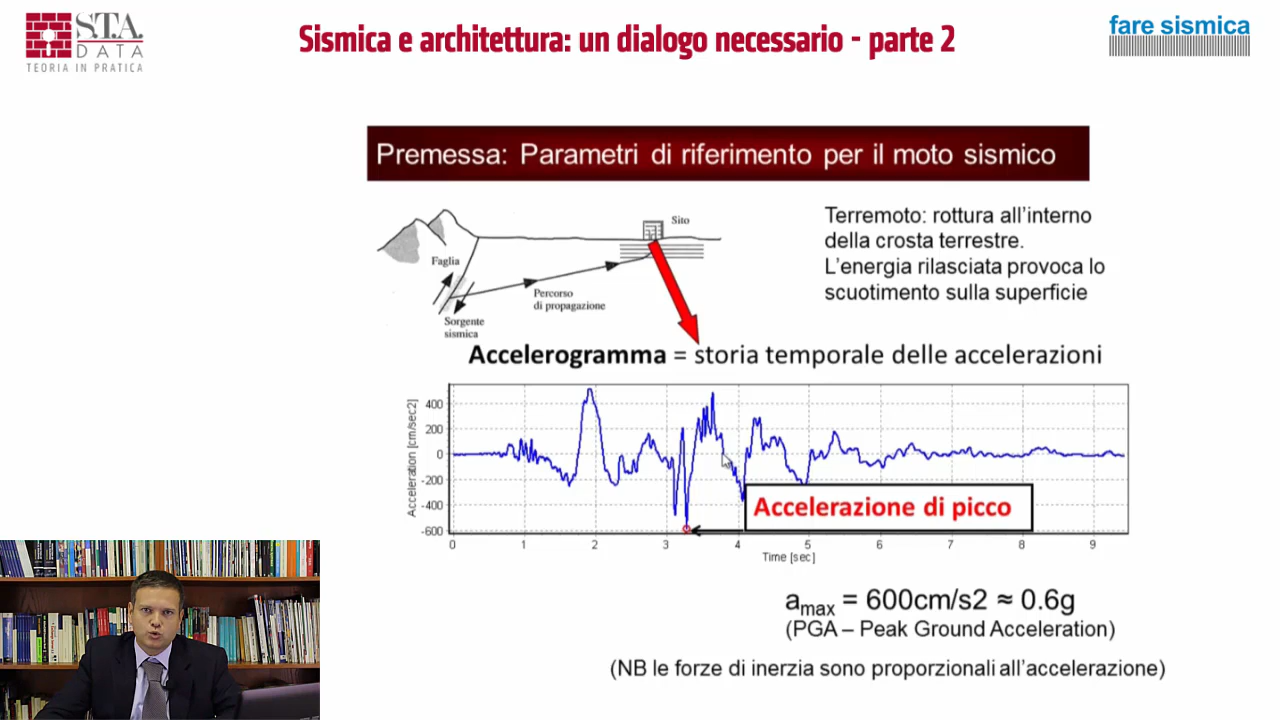 S.T.A.
DATA
TEORIA IN PRATICA
Sismica e architettura: un dialogo necessario - parte 2
fare sismica
Premessa: Parametri di riferimento per il moto sismico
Sito
Faglia
Percorso
di propagazione
Sorgente
sismica
Terremoto: rottura all'interno
della crosta terrestre.
L'energia rilasciata provoca lo
scuotimento sulla superficie
Accelerogramma = storia temporale delle accelerazioni
Acceleration [cm/sec2]
400
200
0
-200
-400
-600
Accelerazione di picco
0 1 2 3 4 5 6 7 8 9
Time [sec]
amax = 600cm/s2 ≈ 0.6g
(PGA – Peak Ground Acceleration)
(NB le forze di inerzia sono proporzionali all'accelerazione)